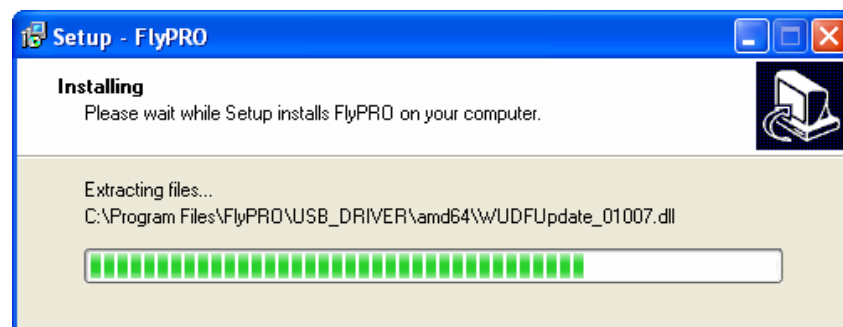 Setup - FlyPRO
Installing
Please wait while Setup installs FlyPRO on your computer.
Extracting files...
C:\Program Files\FlyPRO\USB_DRIVER\amd64\WUDFUpdate_01007.dll